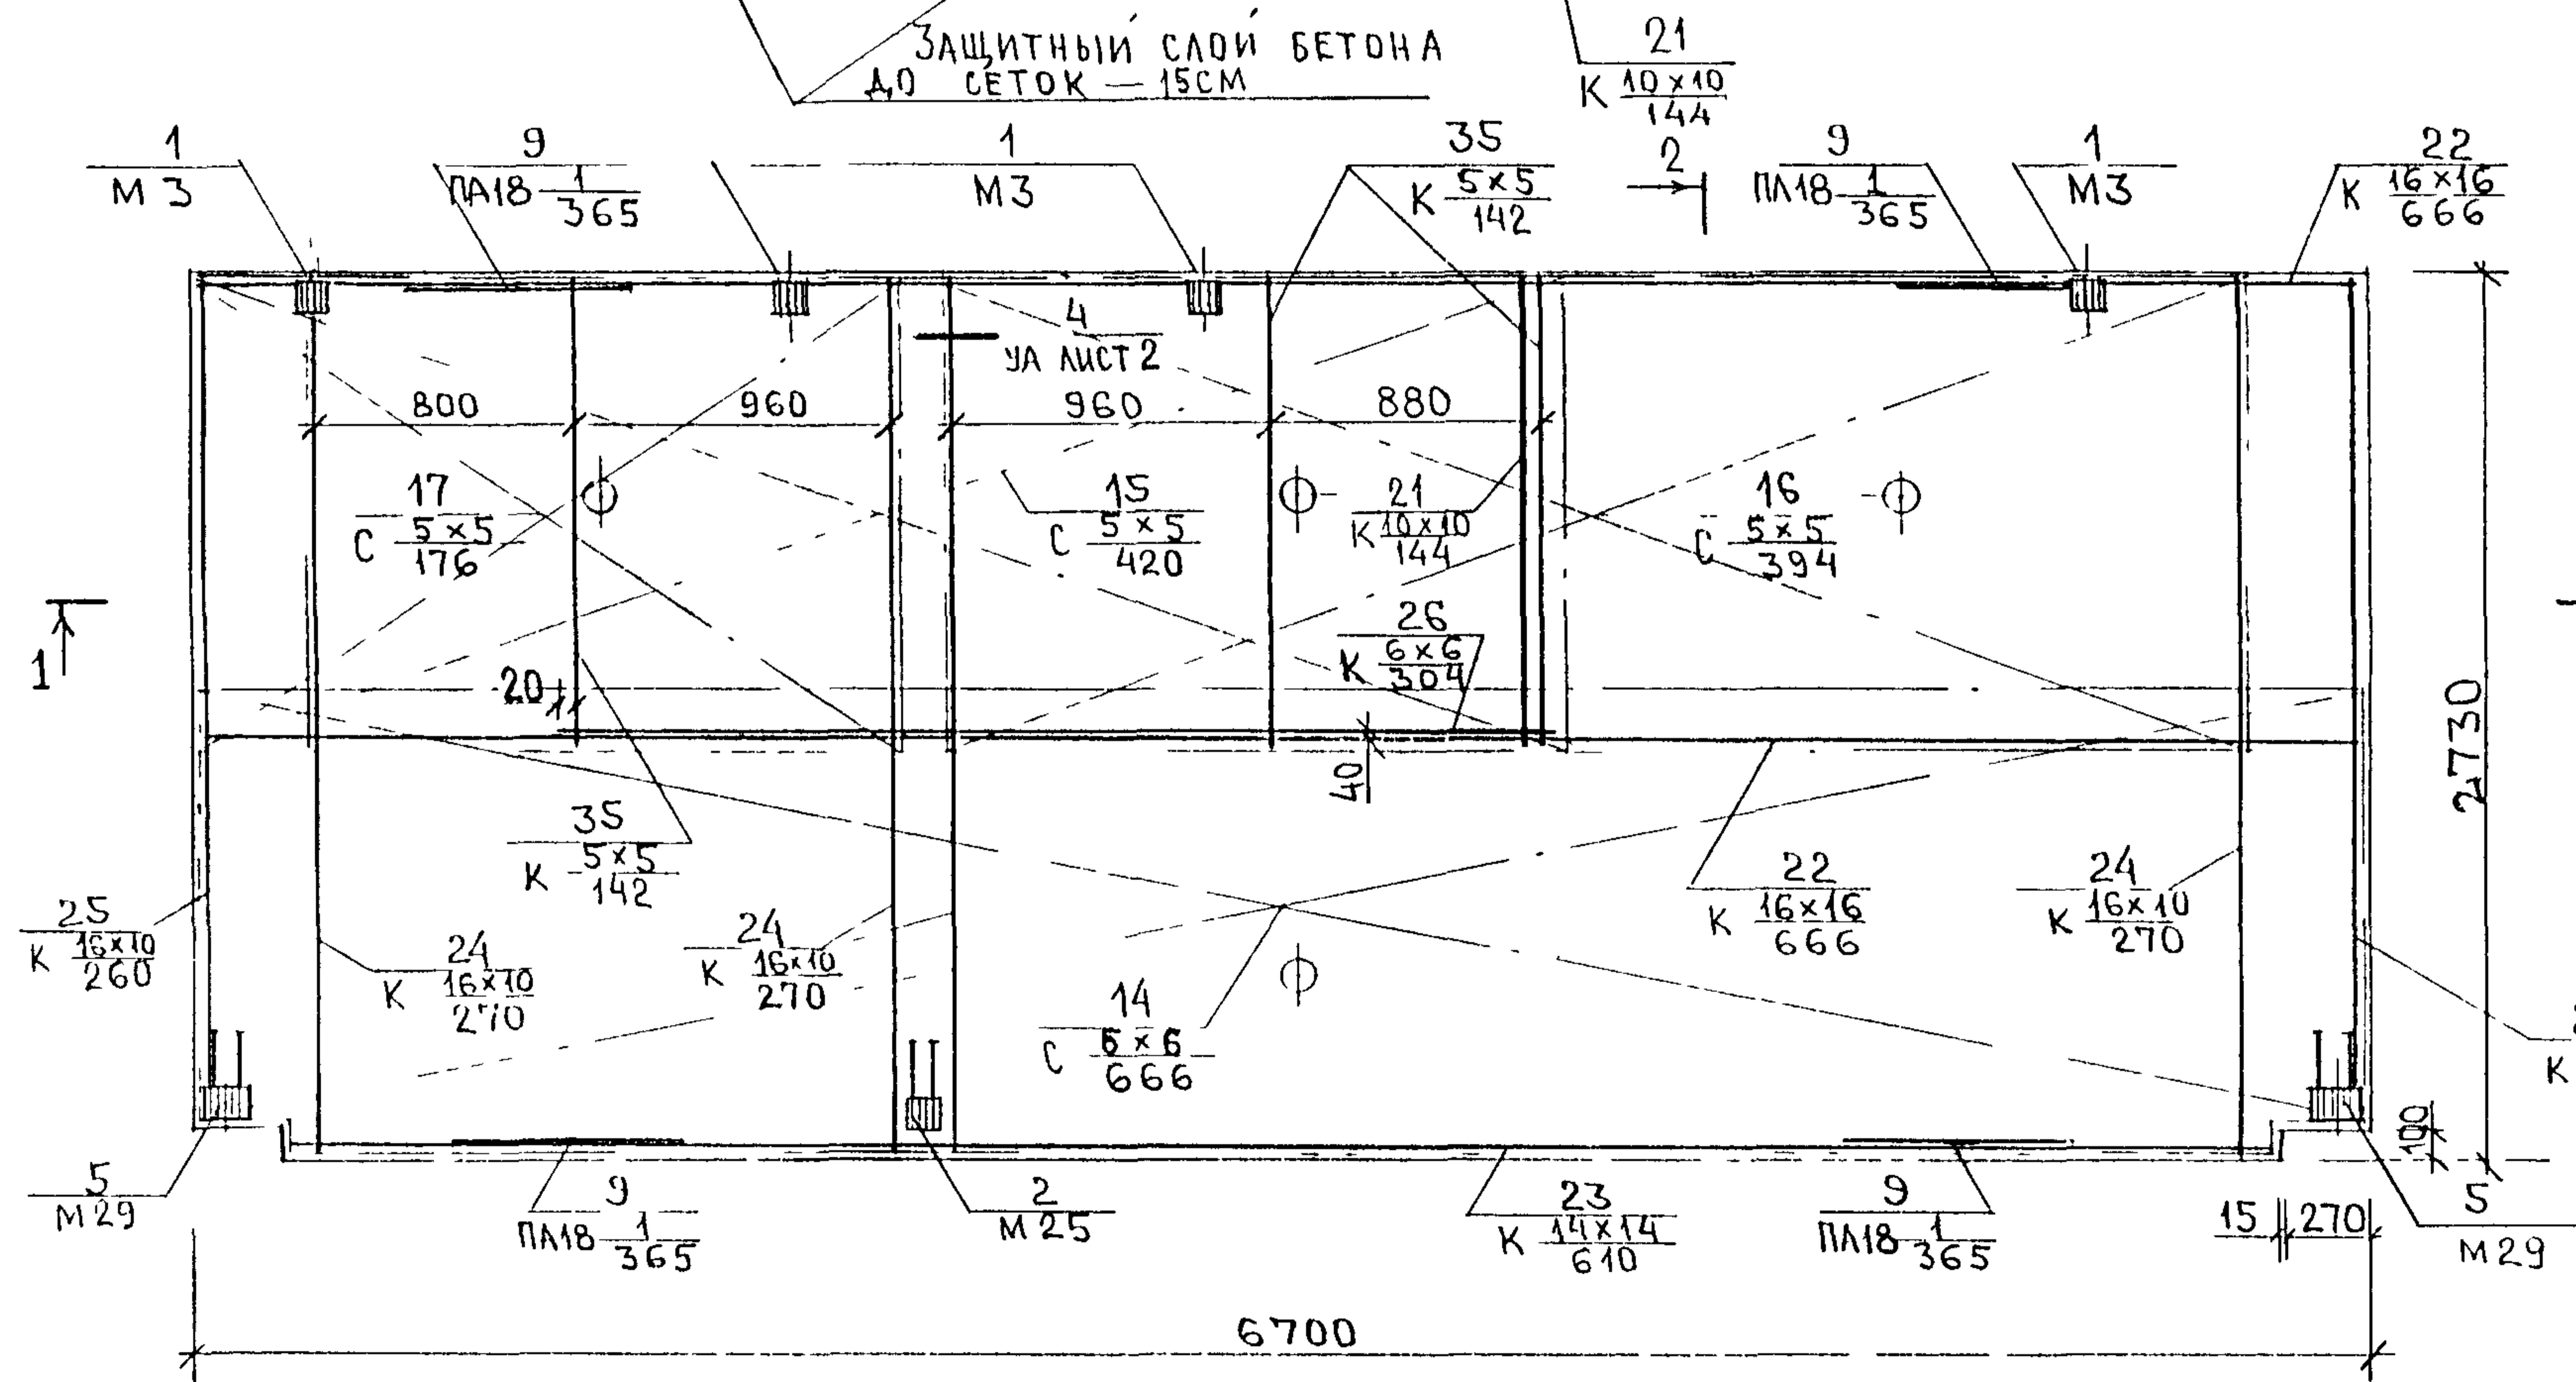 ЗАЩИТНЫЙ СЛОЙ БЕТОНА
ДО СЕТОК — 15СМ
21
К 10×10
144
1
М3
9
ПЛ18 1
365
1
М3
35
К 5×5
142
2
9
ПЛ18 1
365
1
М3
22
К 16×16
666
4
УА ЛИСТ 2
800
960
960
880
17
С 5×5
176
15
С 5×5
420
21
К 10×10
144
16
С 5×5
394
26
К 6×6
304
1
20
40
2730
35
К 5×5
142
25
К 16×10
260
24
К 16×10
270
24
К 16×10
270
22
К 16×16
666
24
К 16×10
270
14
С 6×6
666
К
100
5
М29
9
ПЛ18 1
365
2
М25
23
К 14×14
610
9
ПЛ18 1
365
15
270
5
М29
6700